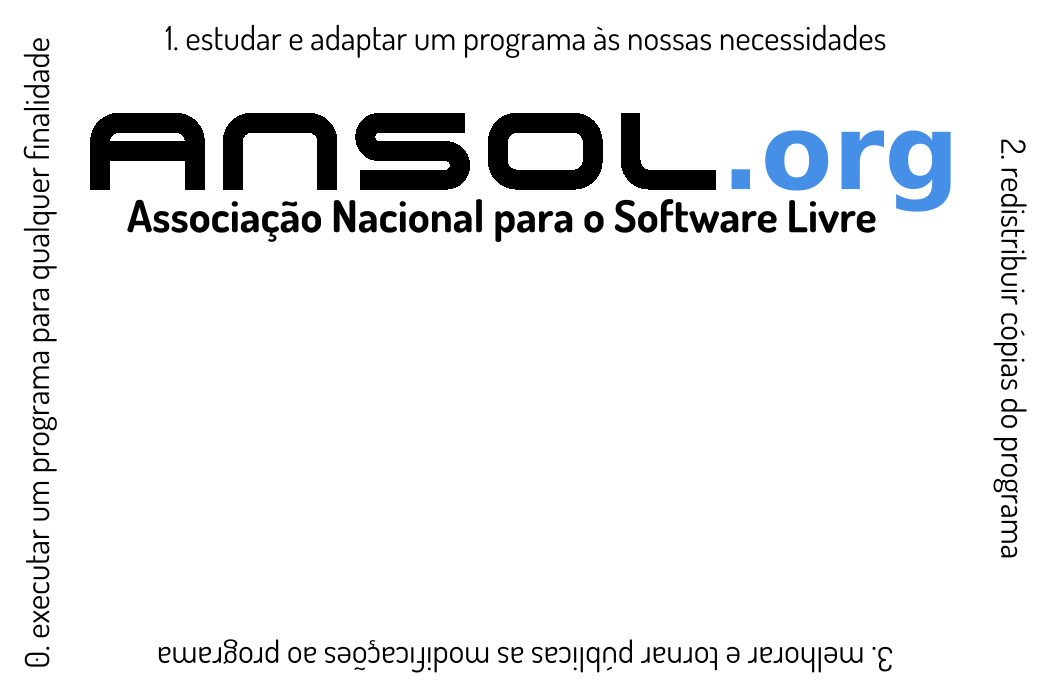 0. executar um programa para qualquer finalidade
1. estudar e adaptar um programa às nossas necessidades
ANSOL.org
Associação Nacional para o Software Livre
2. redistribuir cópias do programa
3. melhorar e tornar públicas as modificações ao programa